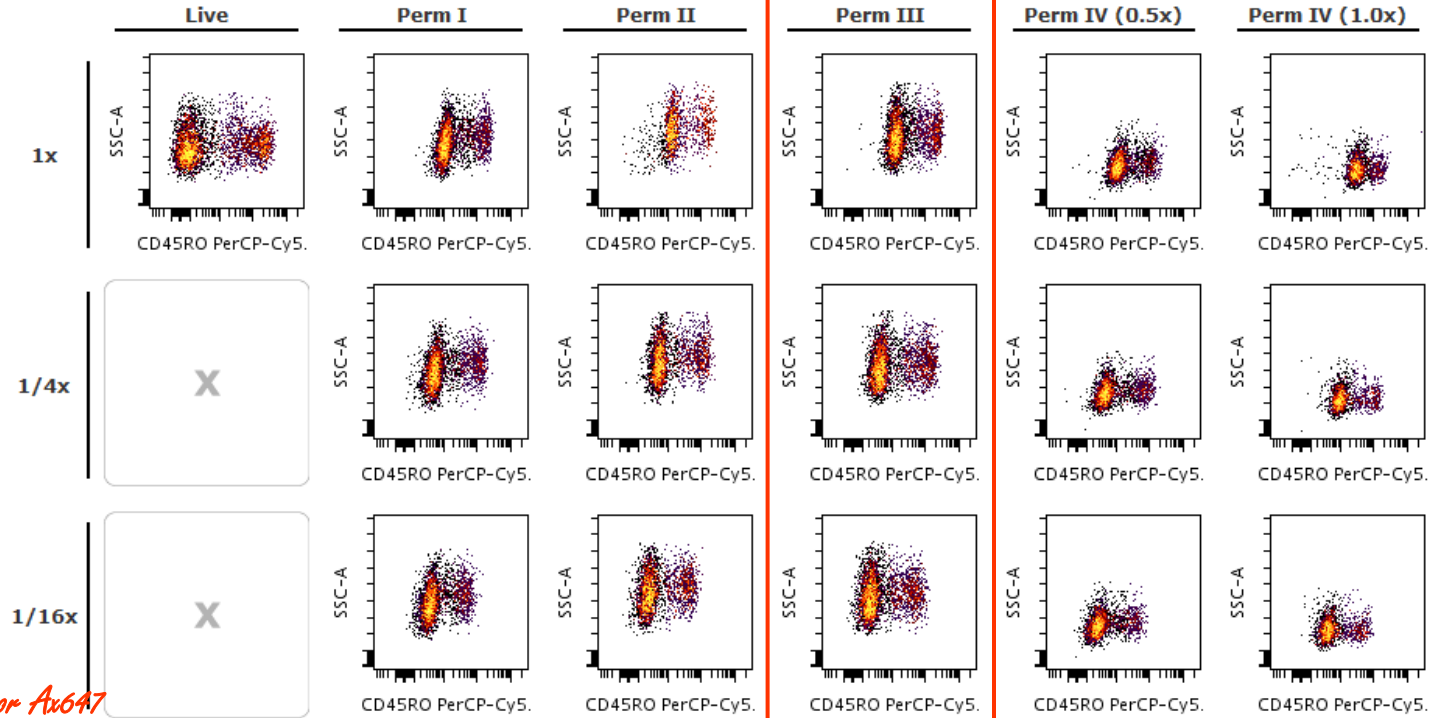 Live Perm I Perm II Perm III Perm IV (0.5x) Perm IV (1.0x)
1x
SSC-A SSC-A SSC-A SSC-A SSC-A SSC-A
CD45RO PerCP-Cy5. CD45RO PerCP-Cy5. CD45RO PerCP-Cy5. CD45RO PerCP-Cy5. CD45RO PerCP-Cy5. CD45RO PerCP-Cy5.
1/4x
X
SSC-A SSC-A SSC-A SSC-A SSC-A
CD45RO PerCP-Cy5. CD45RO PerCP-Cy5. CD45RO PerCP-Cy5. CD45RO PerCP-Cy5. CD45RO PerCP-Cy5.
1/16x
X
SSC-A SSC-A SSC-A SSC-A SSC-A
CD45RO PerCP-Cy5. CD45RO PerCP-Cy5. CD45RO PerCP-Cy5. CD45RO PerCP-Cy5. CD45RO PerCP-Cy5.
Ax647